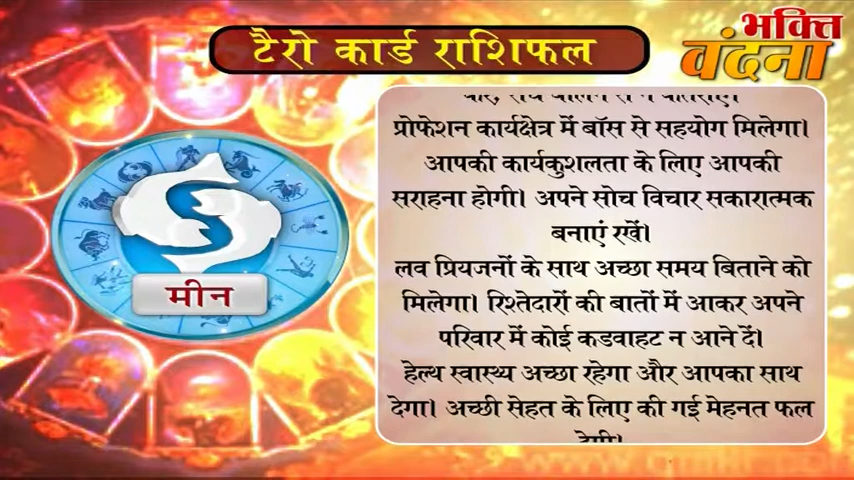 टैरो कार्ड राशिफल
भक्ति
वंदना
प्रोफेशन कार्यक्षेत्र में बॉस से सहयोग मिलेगा।
आपकी कार्यकुशलता के लिए आपकी
सराहना होगी। अपने सोच विचार सकारात्मक
बनाएं रखें।
लव प्रियजनों के साथ अच्छा समय बिताने को
मिलेगा। रिश्तेदारों की बातों में आकर अपने
परिवार में कोई कडवाहट न आने दें।
हेल्थ स्वास्थ्य अच्छा रहेगा और आपका साथ
देगा। अच्छी सेहत के लिए की गई मेहनत फल
मीन